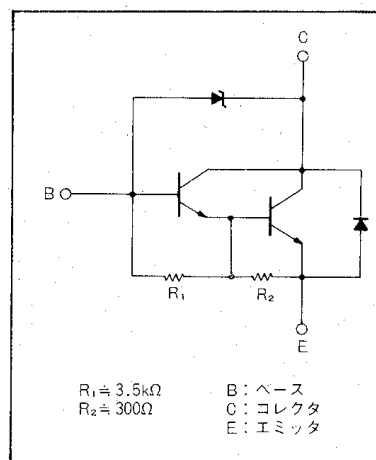 C
B
R₁
R₂
E
R₁≒3.5kΩ
R₂≒300Ω
B：ベース
C：コレクタ
E：エミッタ